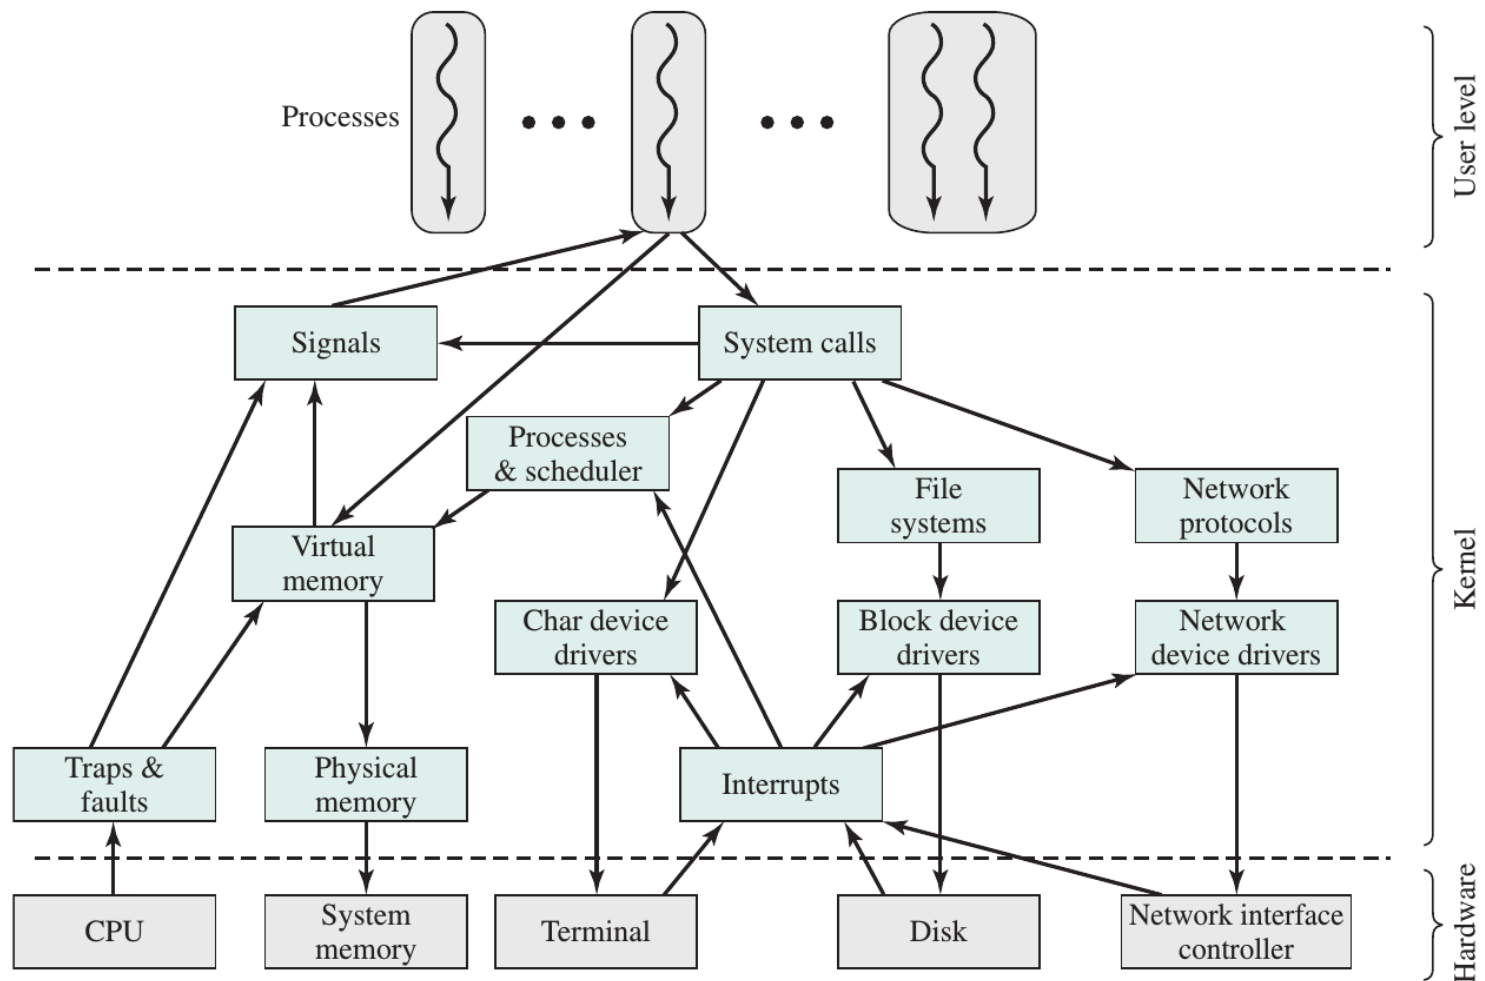 Processes
User level
Signals
System calls
Processes
& scheduler
File
systems
Network
protocols
Virtual
memory
Kernel
Char device
drivers
Block device
drivers
Network
device drivers
Traps &
faults
Physical
memory
Interrupts
CPU
System
memory
Terminal
Disk
Network interface
controller
Hardware